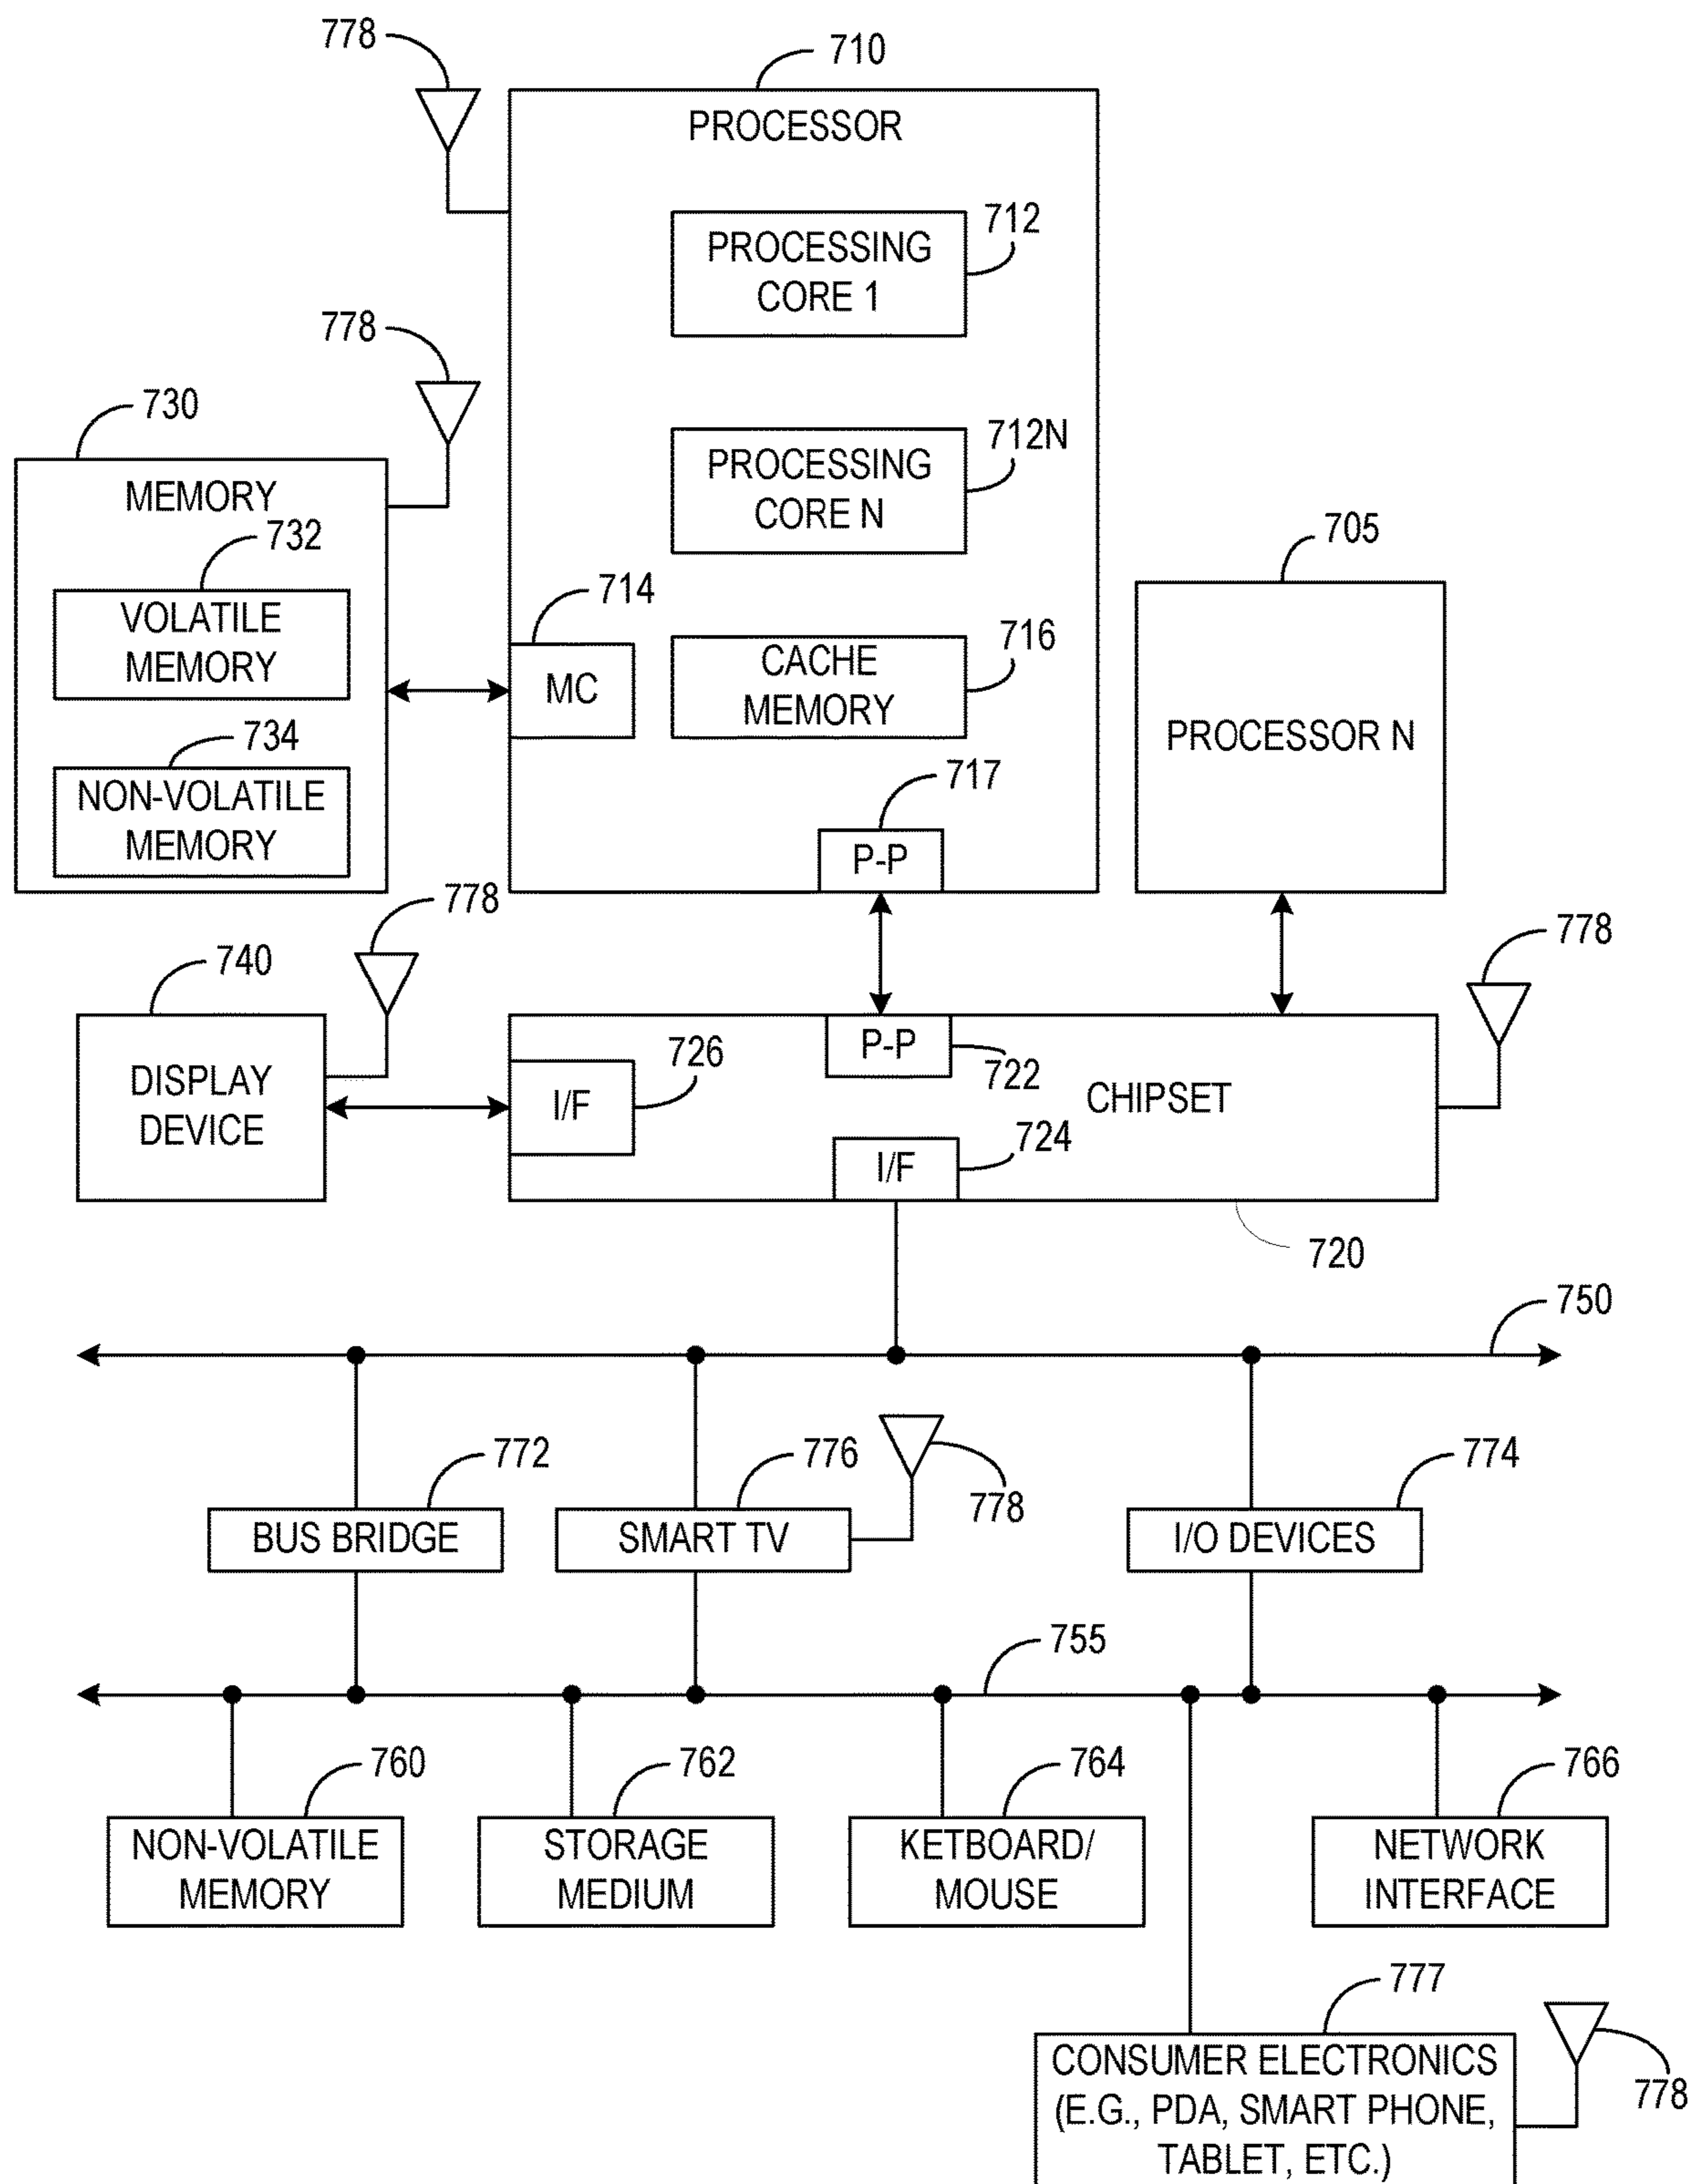 778
710
PROCESSOR
712
PROCESSING
CORE 1
778
730
712N
PROCESSING
CORE N
MEMORY
732
705
VOLATILE
MEMORY
714
MC
716
CACHE
MEMORY
PROCESSOR N
734
NON-VOLATILE
MEMORY
717
P-P
778
740
778
DISPLAY
DEVICE
726
I/F
P-P
722
CHIPSET
724
I/F
720
750
772
776
778
774
BUS BRIDGE
SMART TV
I/O DEVICES
755
760
762
764
766
NON-VOLATILE
MEMORY
STORAGE
MEDIUM
KETBOARD/
MOUSE
NETWORK
INTERFACE
777
CONSUMER ELECTRONICS
(E.G., PDA, SMART PHONE,
TABLET, ETC.)
778